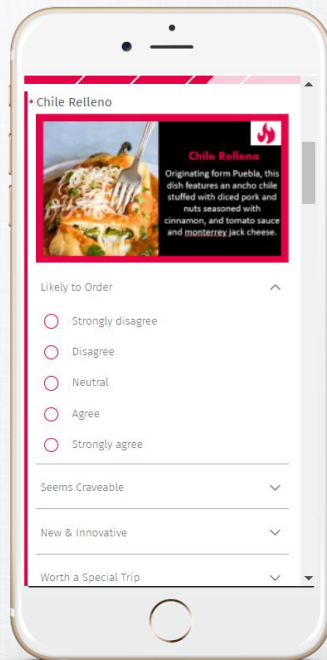 * Chile Relleno
Chile Relleno
Originating form Puebla, this
dish features an ancho chile
stuffed with diced pork and
nuts seasoned with
cinnamon, and tomato sauce
and monterrey jack cheese.
Likely to Order
Strongly disagree
Disagree
Neutral
Agree
Strongly agree
Seems Craveable
New & Innovative
Worth a Special Trip